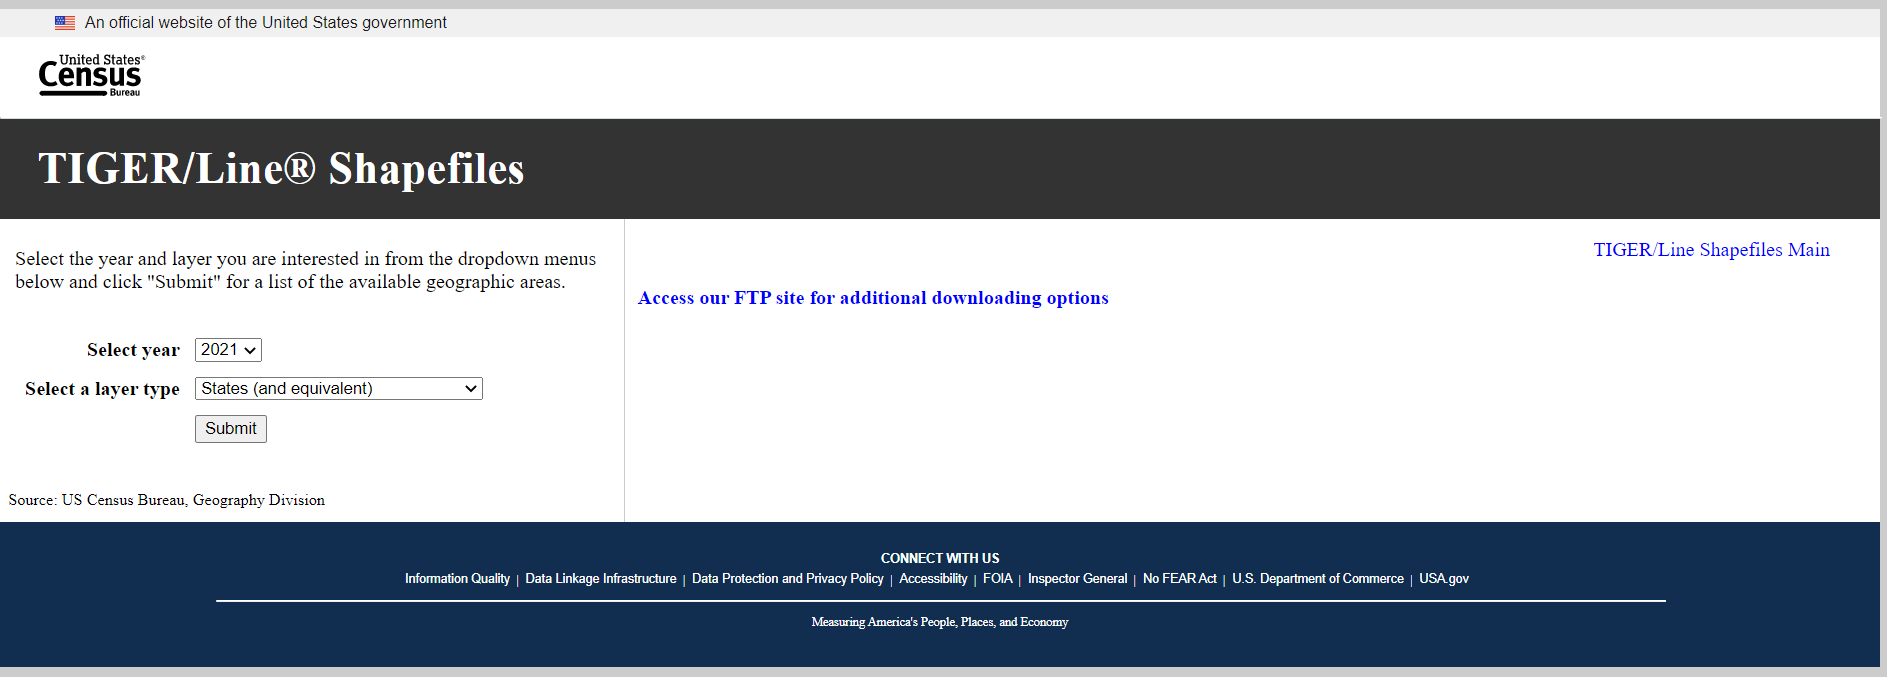 An official website of the United States government
United States®
Census
Bureau
TIGER/Line® Shapefiles
Select the year and layer you are interested in from the dropdown menus
below and click "Submit" for a list of the available geographic areas.
Select year 2021
Select a layer type States (and equivalent)
Submit
Source: US Census Bureau, Geography Division
TIGER/Line Shapefiles Main
Access our FTP site for additional downloading options
CONNECT WITH US
Information Quality | Data Linkage Infrastructure | Data Protection and Privacy Policy | Accessibility | FOIA | Inspector General | No FEAR Act | U.S. Department of Commerce | USA.gov
Measuring America's People, Places, and Economy